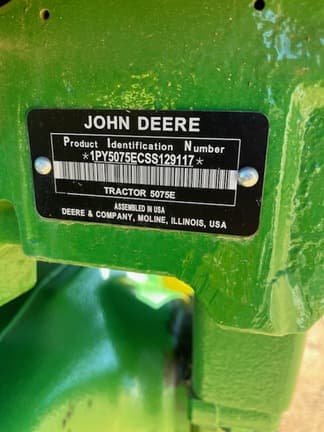 JOHN DEERE
Product Identification Number
*1PY5075ECSS129117*
TRACTOR 5075E
ASSEMBLED IN USA
DEERE & COMPANY, MOLINE, ILLINOIS, USA